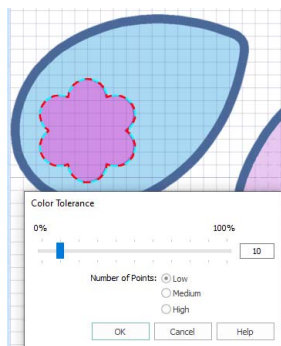 Color Tolerance
0% 100%
10
Number of Points: Low
Medium
High
OK Cancel Help